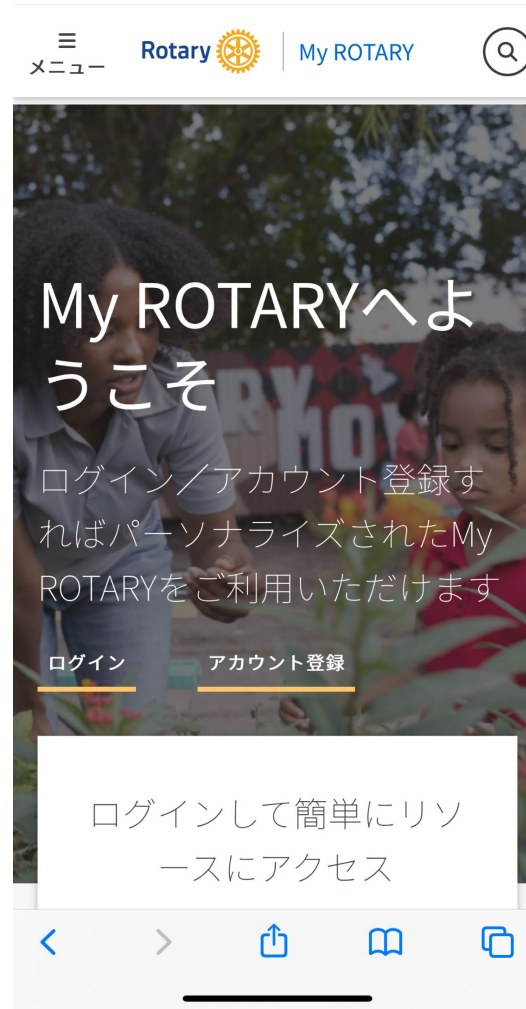 メニュー
Rotary
My ROTARY
My ROTARYへよ
うこそ
ログイン／アカウント登録す
ればパーソナライズされたMy
ROTARYをご利用いただけます
ログイン
アカウント登録
ログインして簡単にリソ
ースにアクセス